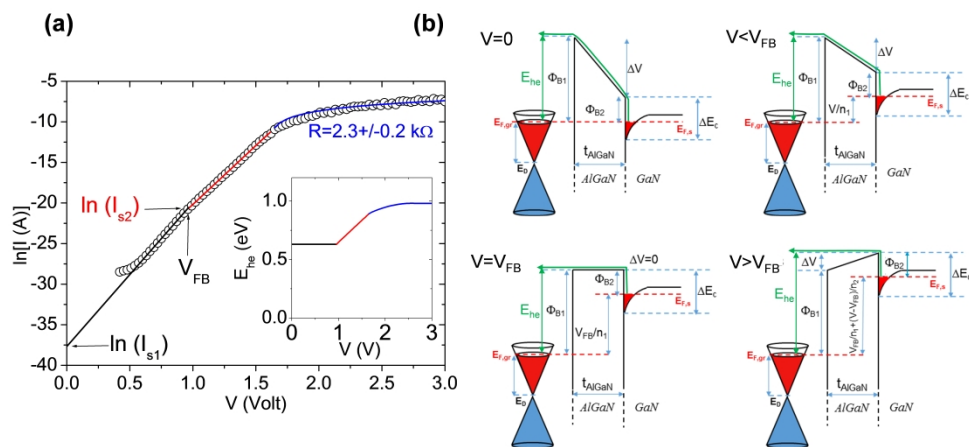 (a)
-5
-10
-15
-20
-25
-30
-35
-40
ln[I (A)]
R=2.3+/-0.2 kΩ
ln (I_s2)
V_FB
ln (I_s1)
1.0
0.5
0.0
E_he (eV)
0 1 2 3
V (V)
0.0 0.5 1.0 1.5 2.0 2.5 3.0
V (Volt)
(b)
V=0
E_he
Φ_B1
ΔV
Φ_B2
ΔE_c
E_F,gr
E_F,s
E_D
t_AlGaN
AlGaN GaN
V<V_FB
E_he
Φ_B1
ΔV
Φ_B2
V/n_1
ΔE_c
E_F,gr
E_F,s
E_D
t_AlGaN
AlGaN GaN
V=V_FB
E_he
Φ_B1
ΔV=0
Φ_B2
V_FB/n_1
ΔE_c
E_F,s
E_F,gr
E_D
t_AlGaN
AlGaN GaN
V>V_FB
ΔV
E_he
Φ_B1
Φ_B2
V_FB/n_1+(V-V_FB)/n_2
ΔE_c
E_F,s
E_F,gr
E_D
t_AlGaN
AlGaN GaN